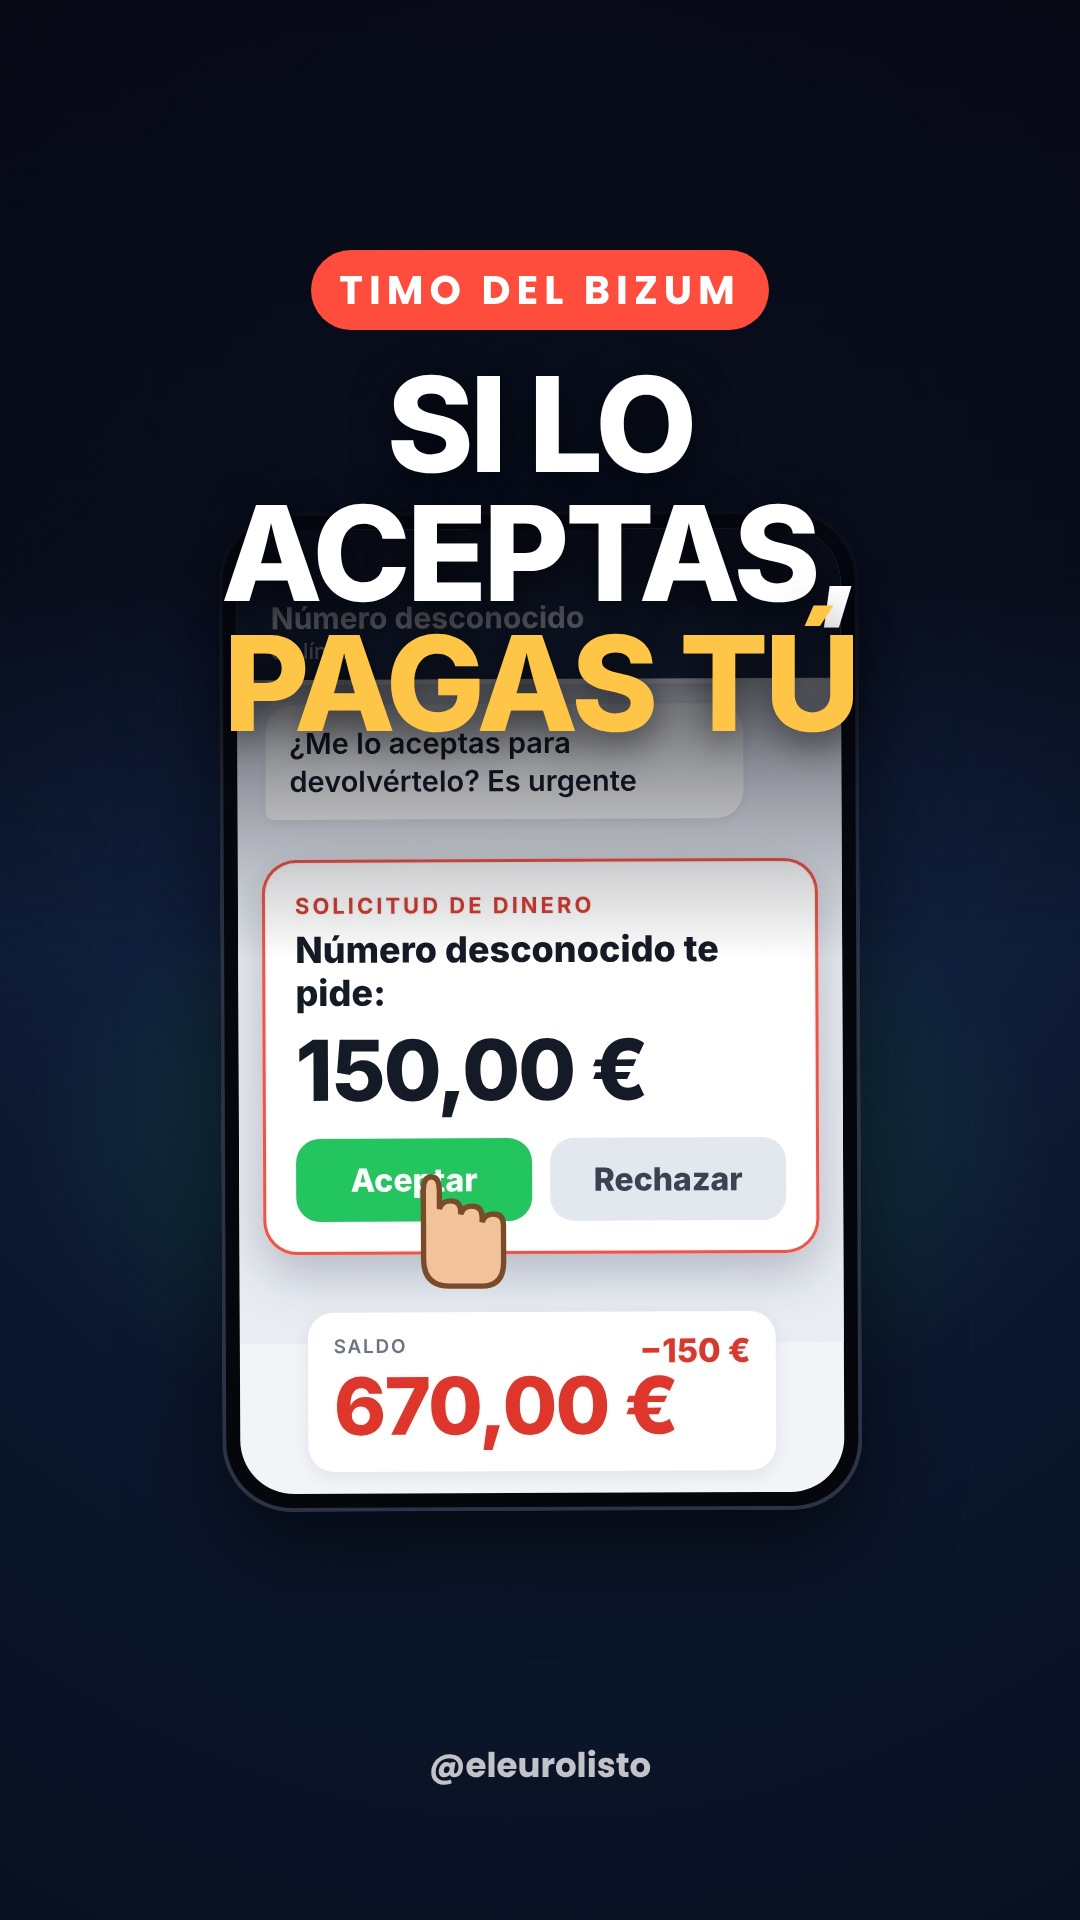 TIMO DEL BIZUM
SI LO
ACEPTAS,
PAGAS TÚ
Número desconocido
¿Me lo aceptas para
devolvértelo? Es urgente
SOLICITUD DE DINERO
Número desconocido te
pide:
150,00 €
Aceptar
Rechazar
SALDO
−150 €
670,00 €
@eleurolisto